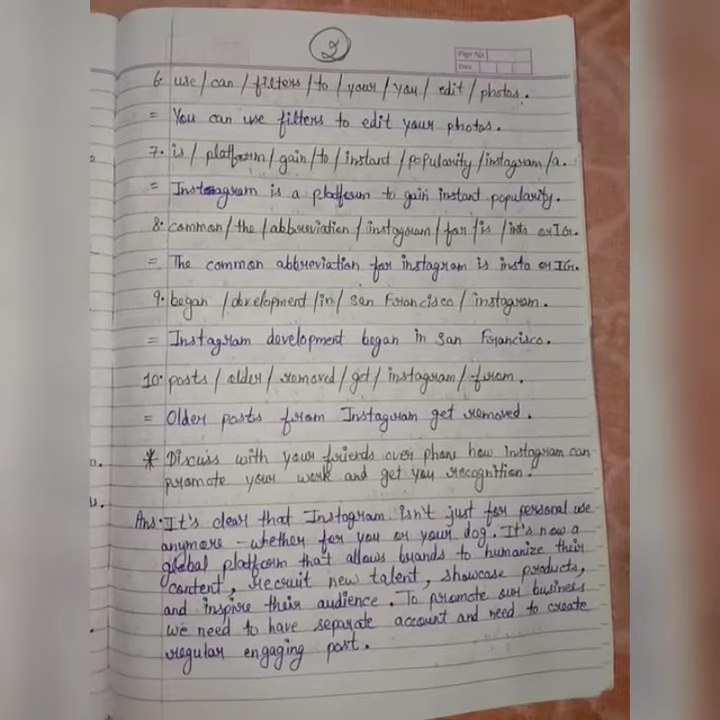 2
Page No.
Date
6. use / can / filters / to / your / you / edit / photos.
= You can use filters to edit your photos.
7. is / platform / gain / to / instant / popularity / instagram / a.
= Instagram is a platform to gain instant popularity.
8. common / the / abbreviation / instagram / for / is / insta or IG.
= The common abbreviation for instagram is insta or IG.
9. began / development / in / San Francisco / instagram.
= Instagram development began in San Francisco.
10. posts / older / removed / get / instagram / from.
= Older posts from Instagram get removed.
* Discuss with your friends over phone how Instagram can
promote your work and get you recognition.
Ans. It's clear that Instagram isn't just for personal use
anymore - whether for you or your dog. It's now a
global platform that allows brands to humanize their
content, recruit new talent, showcase products,
and inspire their audience. To promote our business
we need to have separate account and need to create
regular engaging post.